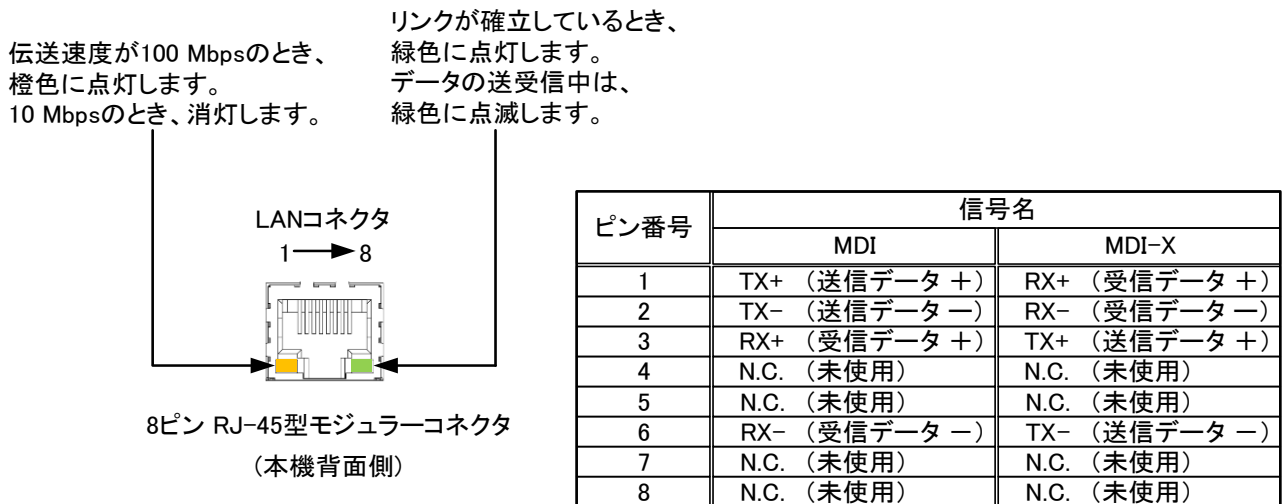 伝送速度が100 Mbpsのとき、
橙色に点灯します。
10 Mbpsのとき、消灯します。
リンクが確立しているとき、
緑色に点灯します。
データの送受信中は、
緑色に点滅します。
LANコネクタ
1 8
8ピン RJ-45型モジュラーコネクタ
(本機背面側)
ピン番号 信号名
MDI MDI-X
1 TX+ (送信データ +) RX+ (受信データ +)
2 TX- (送信データ -) RX- (受信データ -)
3 RX+ (受信データ +) TX+ (送信データ +)
4 N.C. (未使用) N.C. (未使用)
5 N.C. (未使用) N.C. (未使用)
6 RX- (受信データ -) TX- (送信データ -)
7 N.C. (未使用) N.C. (未使用)
8 N.C. (未使用) N.C. (未使用)